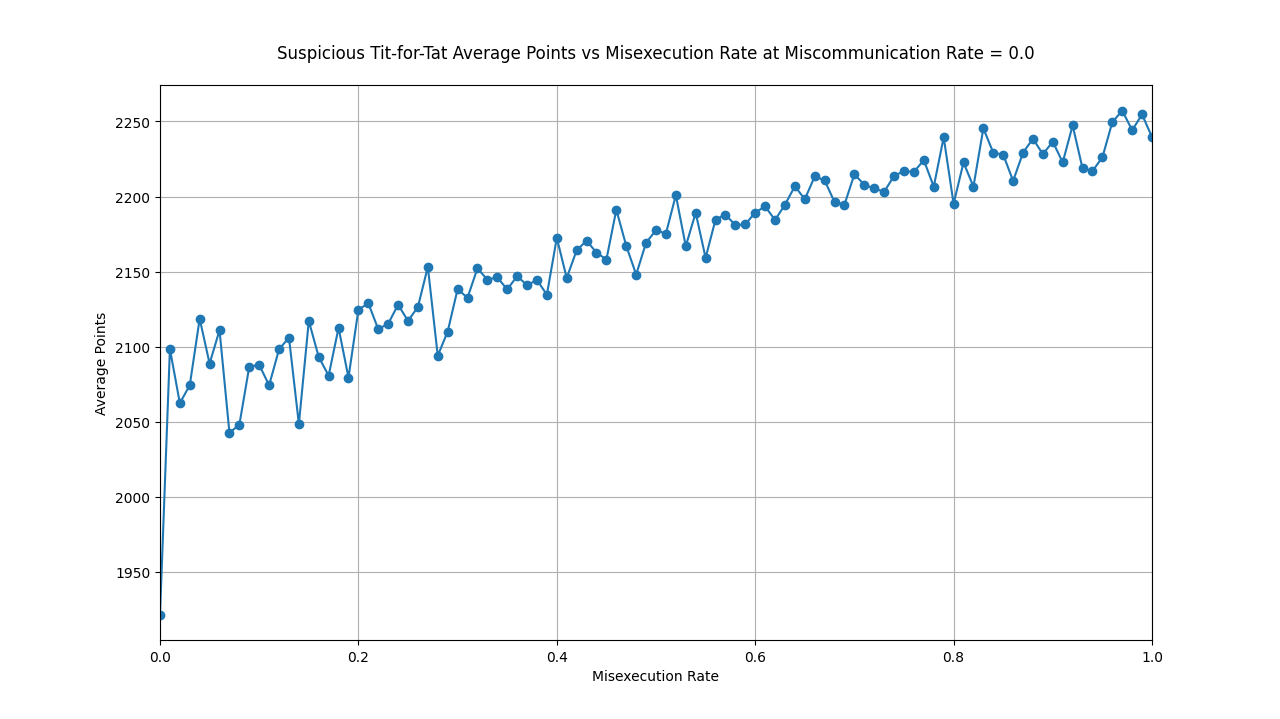 Suspicious Tit-for-Tat Average Points vs Misexecution Rate at Miscommunication Rate = 0.0
2250
2200
2150
2100
2050
2000
1950
Average Points
0.0 0.2 0.4 0.6 0.8 1.0
Misexecution Rate